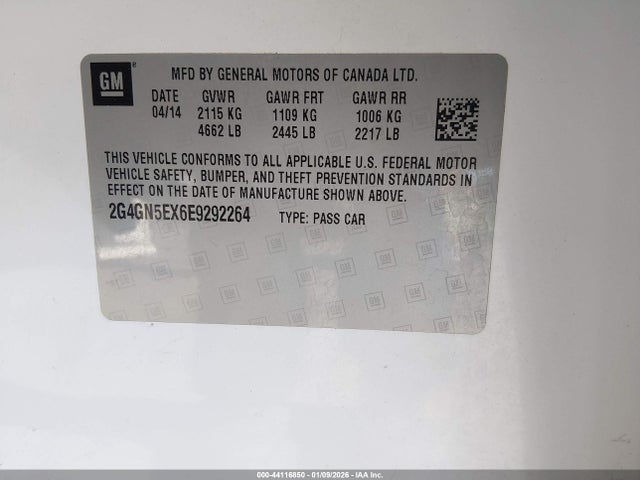 GM
MFD BY GENERAL MOTORS OF CANADA LTD.
DATE GVWR GAWR FRT GAWR RR
04/14 2115 KG 1109 KG 1006 KG
4662 LB 2445 LB 2217 LB
THIS VEHICLE CONFORMS TO ALL APPLICABLE U.S. FEDERAL MOTOR
VEHICLE SAFETY, BUMPER, AND THEFT PREVENTION STANDARDS IN
EFFECT ON THE DATE OF MANUFACTURE SHOWN ABOVE.
2G4GN5EX6E9292264 TYPE: PASS CAR
000-44116850 - 01/09/2026 - IAA Inc.